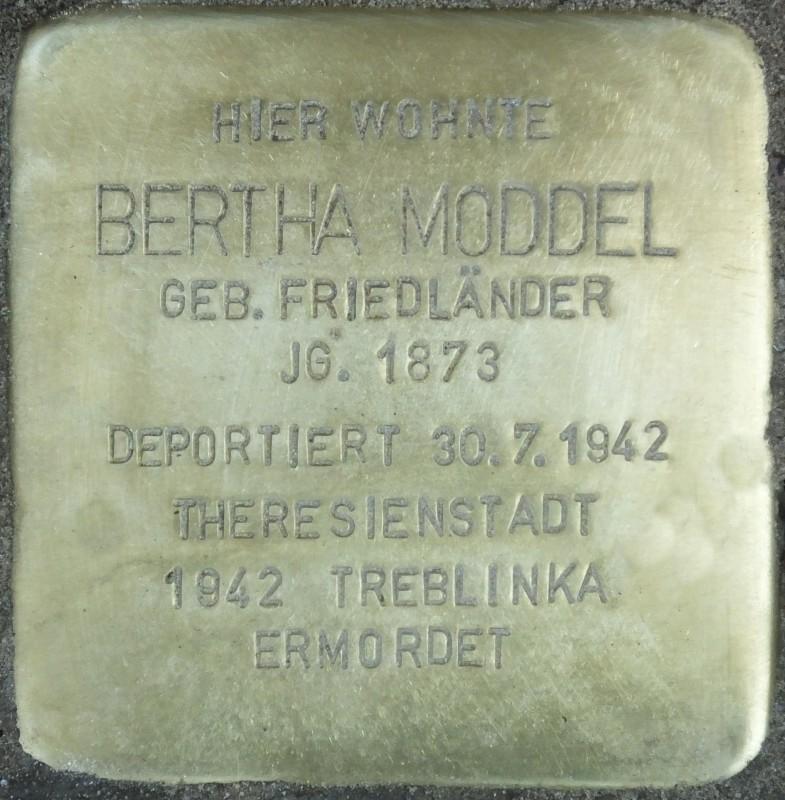 HIER WOHNTE
BERTHA MODDEL
GEB. FRIEDLÄNDER
JG. 1873
DEPORTIERT 30.7.1942
THERESIENSTADT
1942 TREBLINKA
ERMORDET